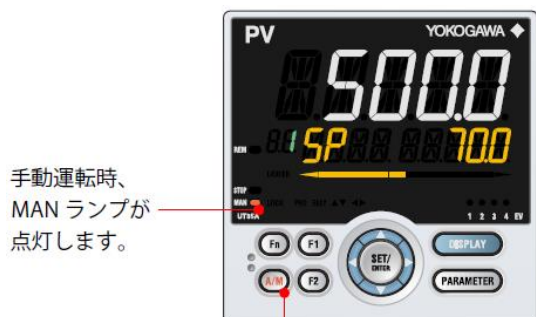 PV
YOKOGAWA
500.0
REM
1 SP 70.0
手動運転時、
MAN ランプが
点灯します。
STOP
MAN
UT35A
1 2 3 4 EV
Fn F1
DISPLAY
SET/
ENTER
A/M F2
PARAMETER